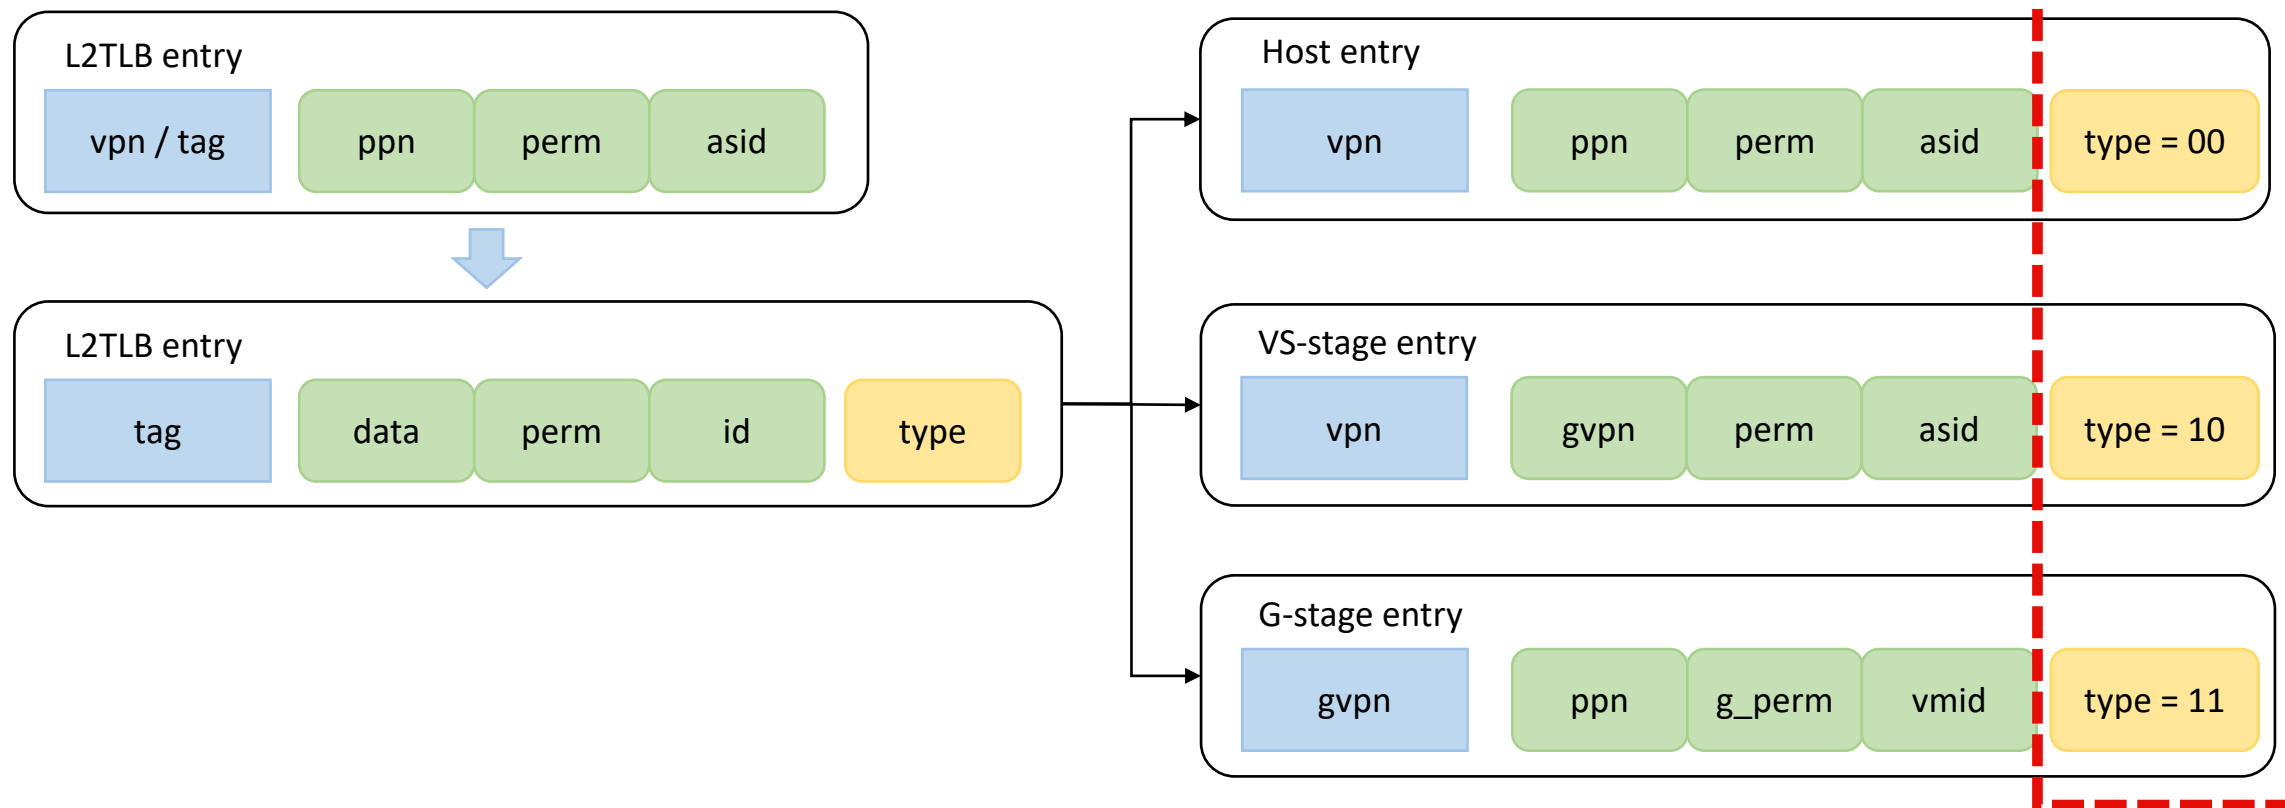 L2TLB entry
vpn / tag ppn perm asid
L2TLB entry
tag data perm id type
Host entry
vpn ppn perm asid type = 00
VS-stage entry
vpn gvpn perm asid type = 10
G-stage entry
gvpn ppn g_perm vmid type = 11